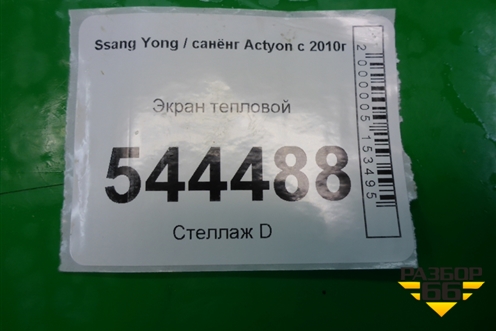 Ssang Yong / санёнг Actyon с 2010г
Экран тепловой
544488
Стеллаж D
2000005153495
РАЗБОР
66